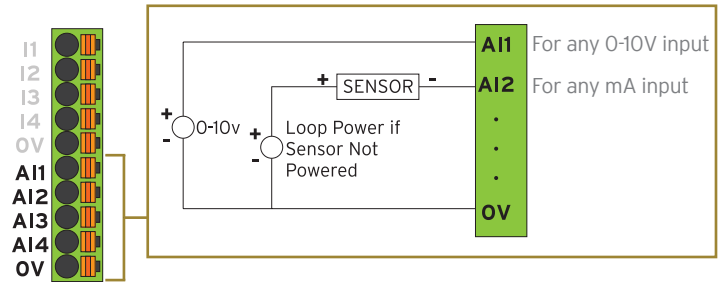 I1
I2
I3
I4
0V
AI1
AI2
AI3
AI4
0V
AI1 For any 0-10V input
+ SENSOR - AI2 For any mA input
+
-
0-10v
+
-
Loop Power if
Sensor Not
Powered
.
.
.
0V